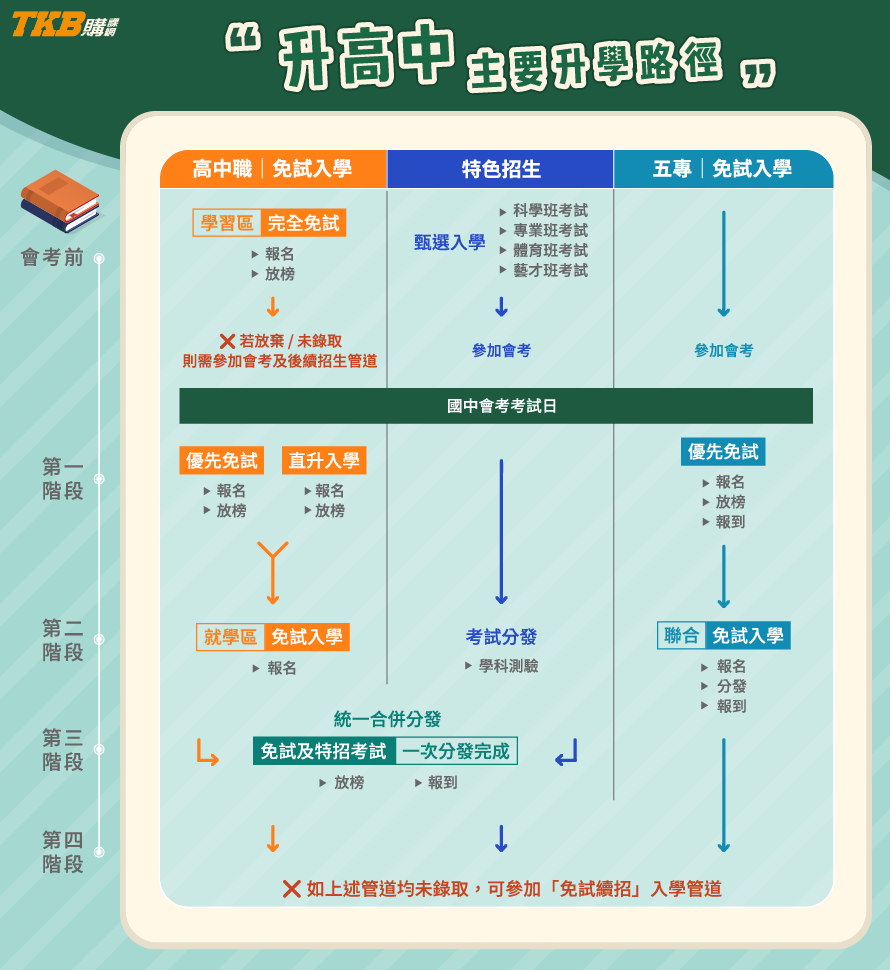 TKB購課網
“ 升高中 主要升學路徑 ”
高中職｜免試入學
特色招生
五專｜免試入學
會考前
學習區 完全免試
▶ 報名
▶ 放榜
❌ 若放棄 / 未錄取
則需參加會考及後續招生管道
甄選入學
▶ 科學班考試
▶ 專業班考試
▶ 體育班考試
▶ 藝才班考試
參加會考
參加會考
國中會考考試日
第一
階段
優先免試
▶ 報名
▶ 放榜
直升入學
▶ 報名
▶ 放榜
優先免試
▶ 報名
▶ 放榜
▶ 報到
第二
階段
就學區 免試入學
▶ 報名
考試分發
▶ 學科測驗
聯合 免試入學
▶ 報名
▶ 分發
▶ 報到
第三
階段
統一合併分發
免試及特招考試 一次分發完成
▶ 放榜
▶ 報到
第四
階段
❌ 如上述管道均未錄取，可參加「免試續招」入學管道